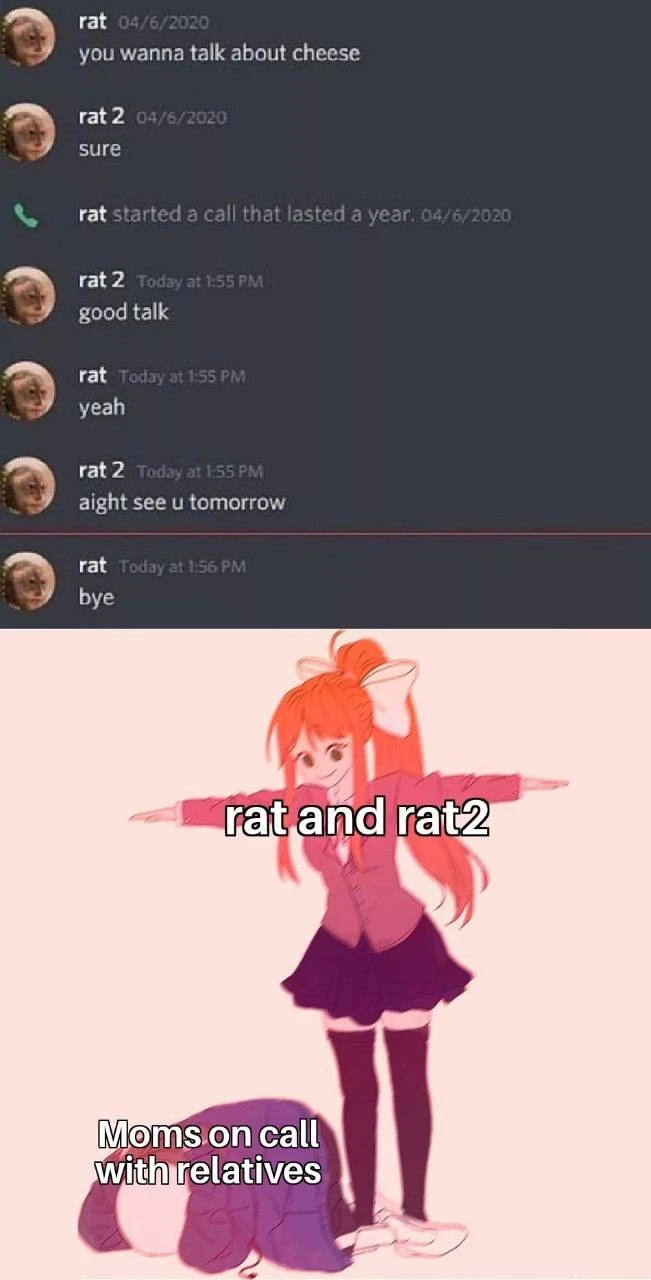 rat 04/6/2020
you wanna talk about cheese
rat 2 04/6/2020
sure
rat started a call that lasted a year. 04/6/2020
rat 2 Today at 1:55 PM
good talk
rat Today at 1:55 PM
yeah
rat 2 Today at 1:55 PM
aight see u tomorrow
rat Today at 1:56 PM
bye
rat and rat2
Moms on call
with relatives